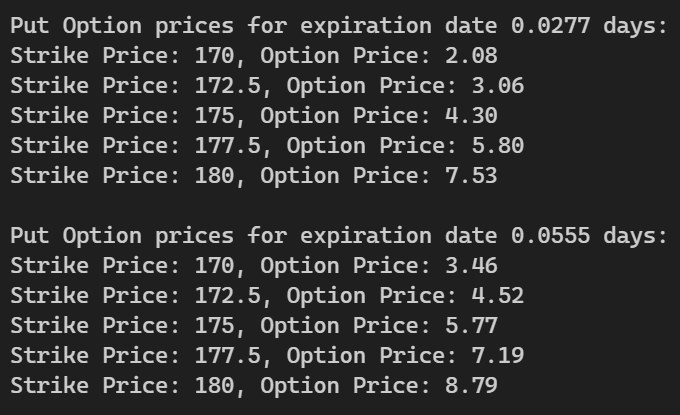 Put Option prices for expiration date 0.0277 days:
Strike Price: 170, Option Price: 2.08
Strike Price: 172.5, Option Price: 3.06
Strike Price: 175, Option Price: 4.30
Strike Price: 177.5, Option Price: 5.80
Strike Price: 180, Option Price: 7.53
Put Option prices for expiration date 0.0555 days:
Strike Price: 170, Option Price: 3.46
Strike Price: 172.5, Option Price: 4.52
Strike Price: 175, Option Price: 5.77
Strike Price: 177.5, Option Price: 7.19
Strike Price: 180, Option Price: 8.79